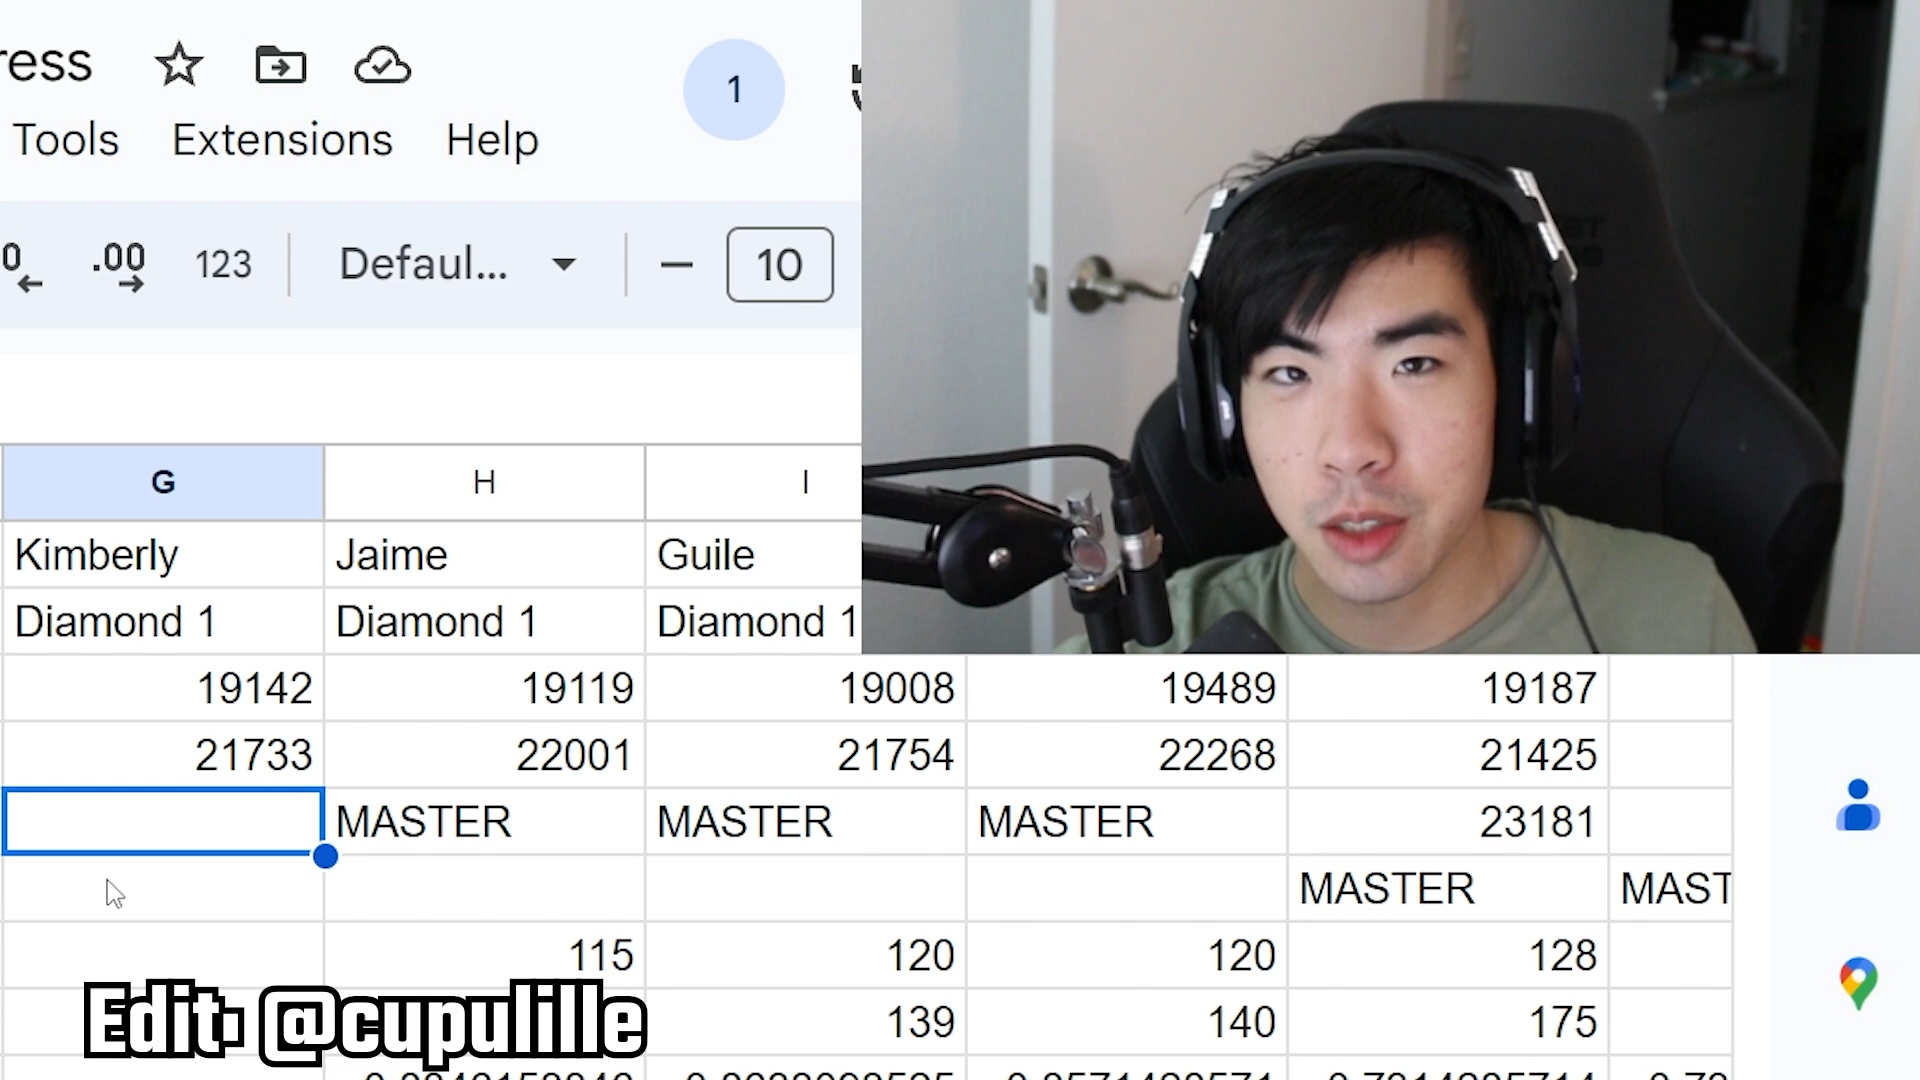 ress
1
Tools Extensions Help
0 .00 123 Defaul... 10
G H I
Kimberly Jaime Guile
Diamond 1 Diamond 1 Diamond 1
19142 19119 19008 19489 19187
21733 22001 21754 22268 21425
MASTER MASTER MASTER 23181
MASTER MAST
115 120 120 128
139 140 175
Edit: @cupulille